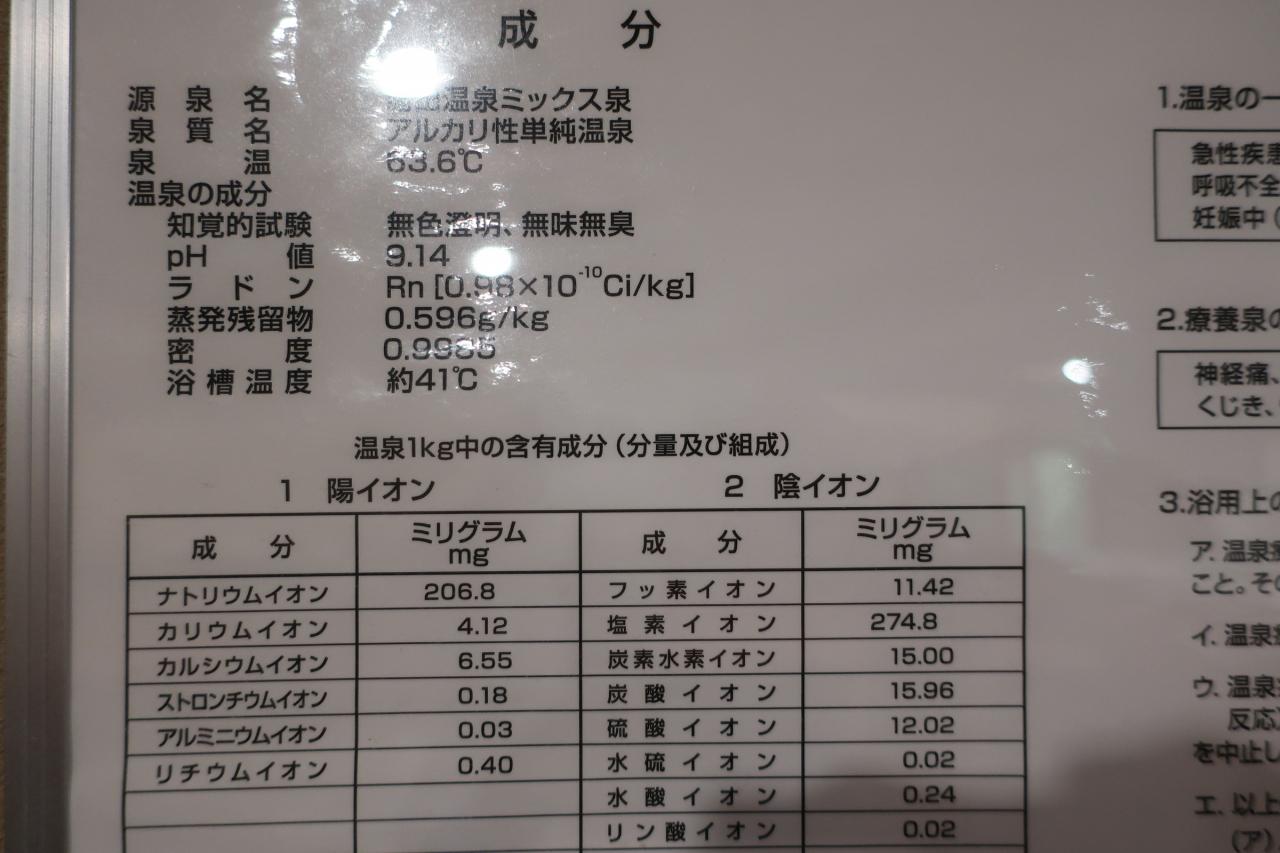 成 分
源泉名 温泉ミックス泉
泉質名 アルカリ性単純温泉
泉温 63.6℃
温泉の成分
知覚的試験 無色澄明、無味無臭
pH値 9.14
ラドン Rn [0.98×10⁻¹⁰Ci/kg]
蒸発残留物 0.596g/kg
密度 0.9985
浴槽温度 約41℃
温泉1kg中の含有成分(分量及び組成)
1 陽イオン 2 陰イオン
成分 ミリグラム mg 成分 ミリグラム mg
ナトリウムイオン 206.8 フッ素イオン 11.42
カリウムイオン 4.12 塩素イオン 274.8
カルシウムイオン 6.55 炭素水素イオン 15.00
ストロンチウムイオン 0.18 炭酸イオン 15.96
アルミニウムイオン 0.03 硫酸イオン 12.02
リチウムイオン 0.40 水硫イオン 0.02
水酸イオン 0.24
リン酸イオン 0.02
1.温泉の一
急性疾患
呼吸不全
妊娠中(
2.療養泉の
神経痛、
くじき、
3.浴用上の
ア.温泉療
こと。その
イ.温泉療
ウ.温泉
反応
を中止し
エ.以上
(ア)